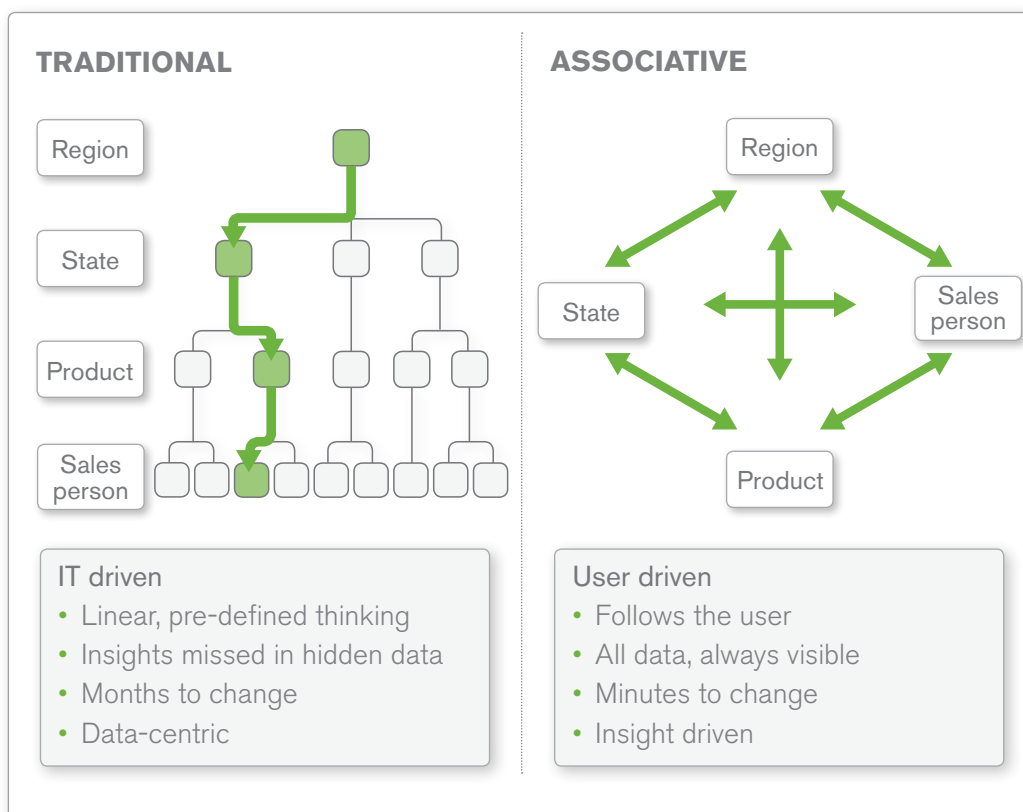 TRADITIONAL
Region
State
Product
Sales
person
IT driven
• Linear, pre-defined thinking
• Insights missed in hidden data
• Months to change
• Data-centric
ASSOCIATIVE
Region
State
Sales
person
Product
User driven
• Follows the user
• All data, always visible
• Minutes to change
• Insight driven